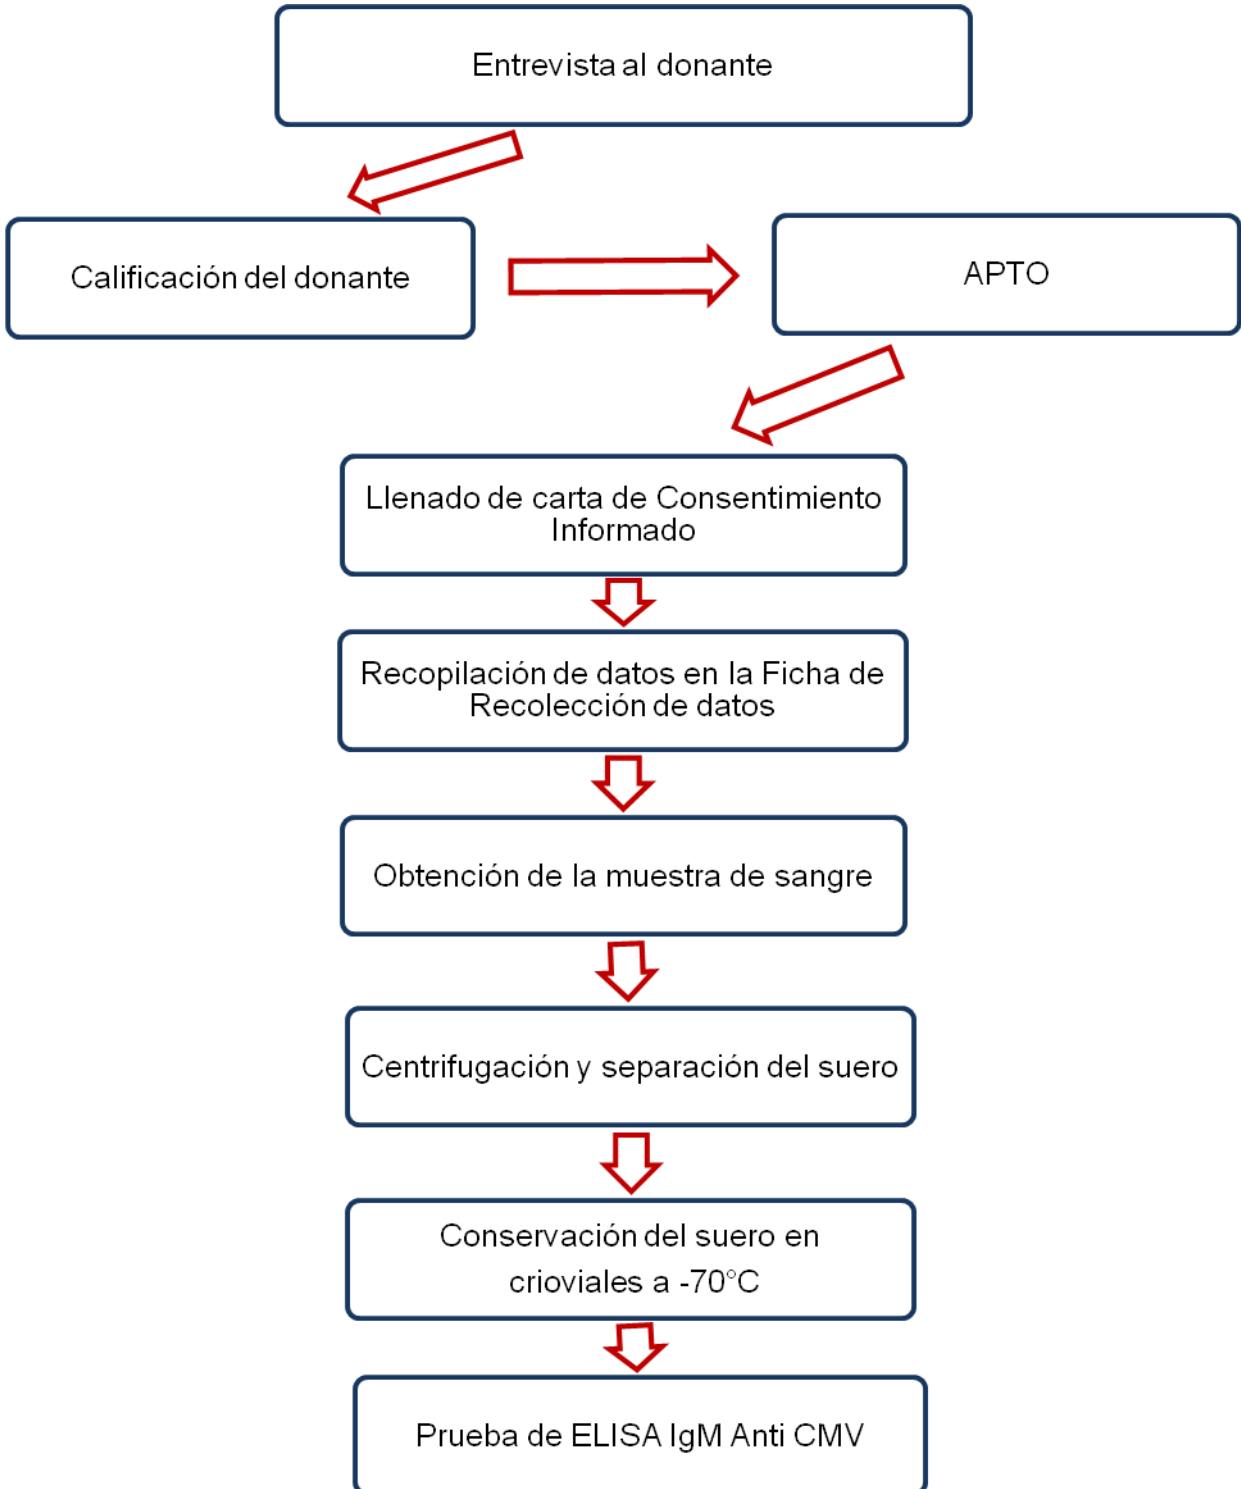 Entrevista al donante
Calificación del donante
APTO
Llenado de carta de Consentimiento
Informado
Recopilación de datos en la Ficha de
Recolección de datos
Obtención de la muestra de sangre
Centrifugación y separación del suero
Conservación del suero en
crioviales a -70°C
Prueba de ELISA IgM Anti CMV